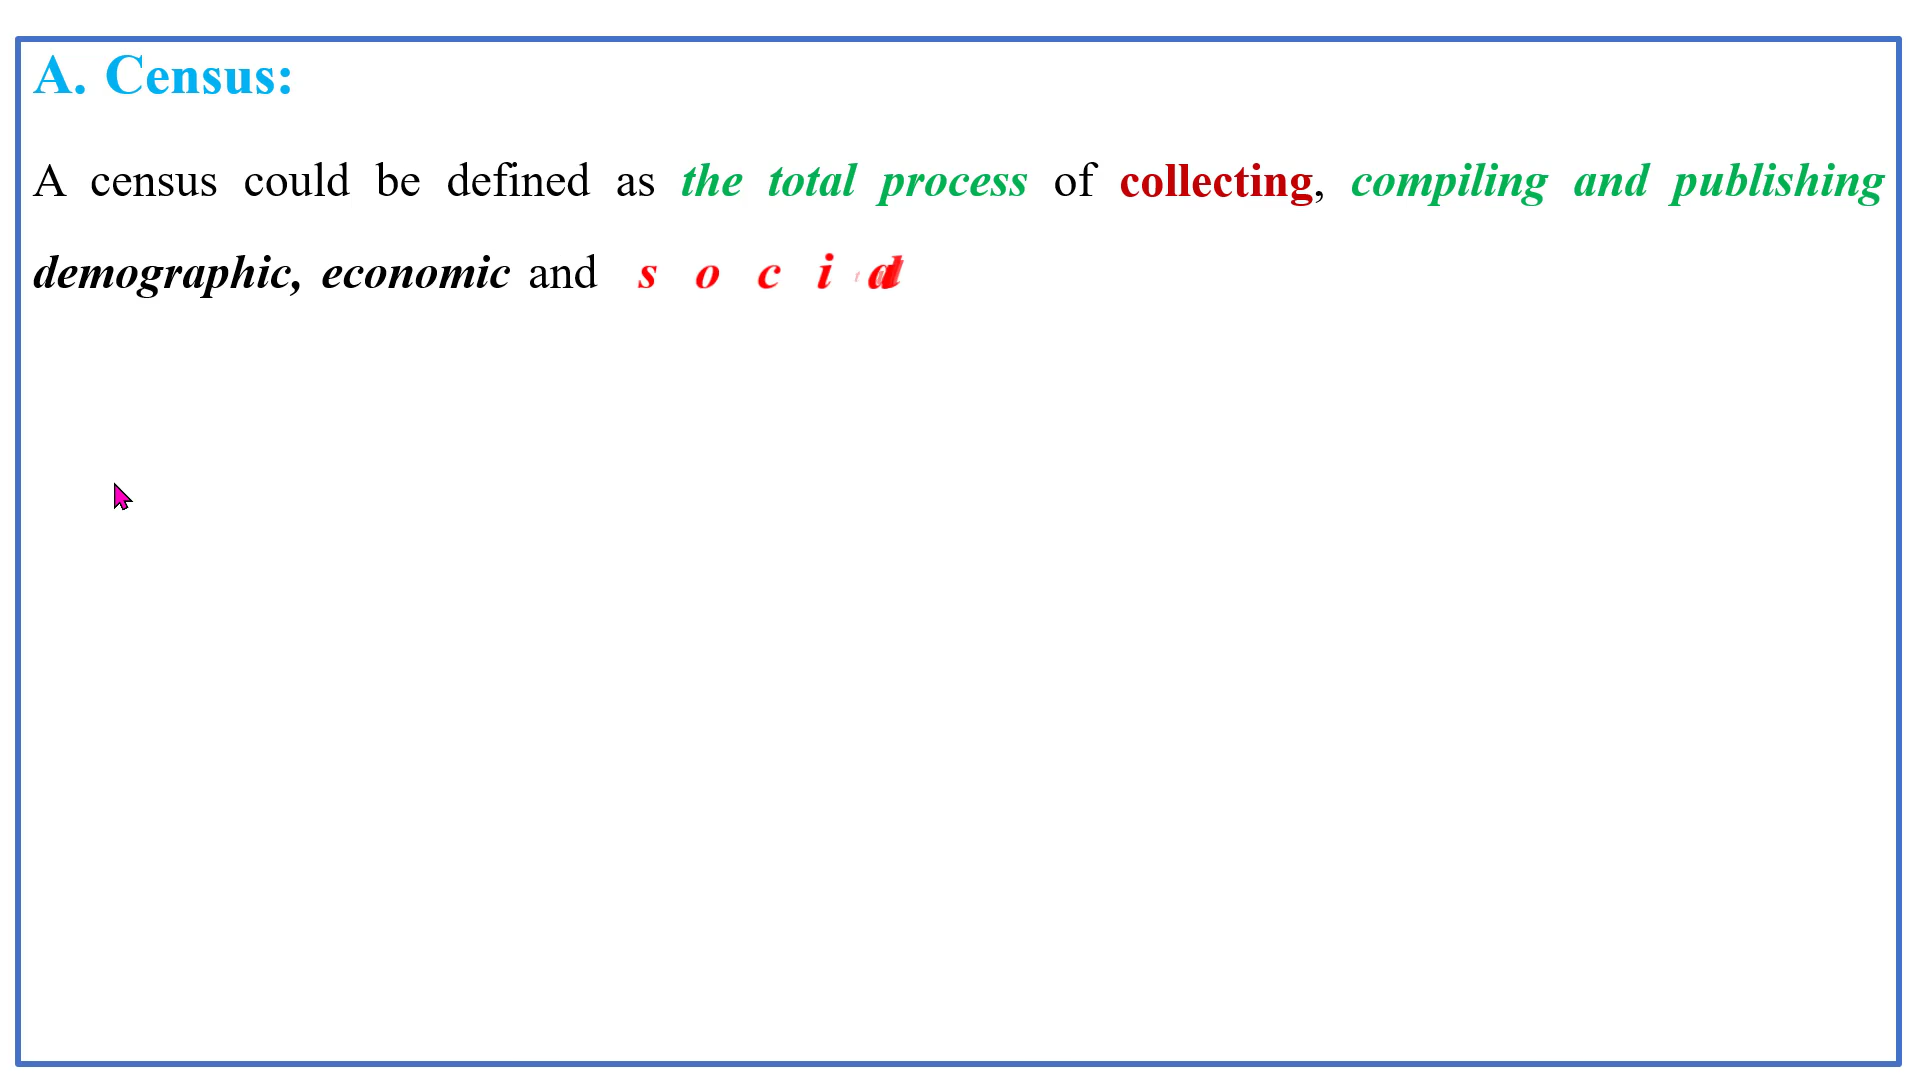 A. Census:
A census could be defined as the total process of collecting, compiling and publishing
demographic, economic and